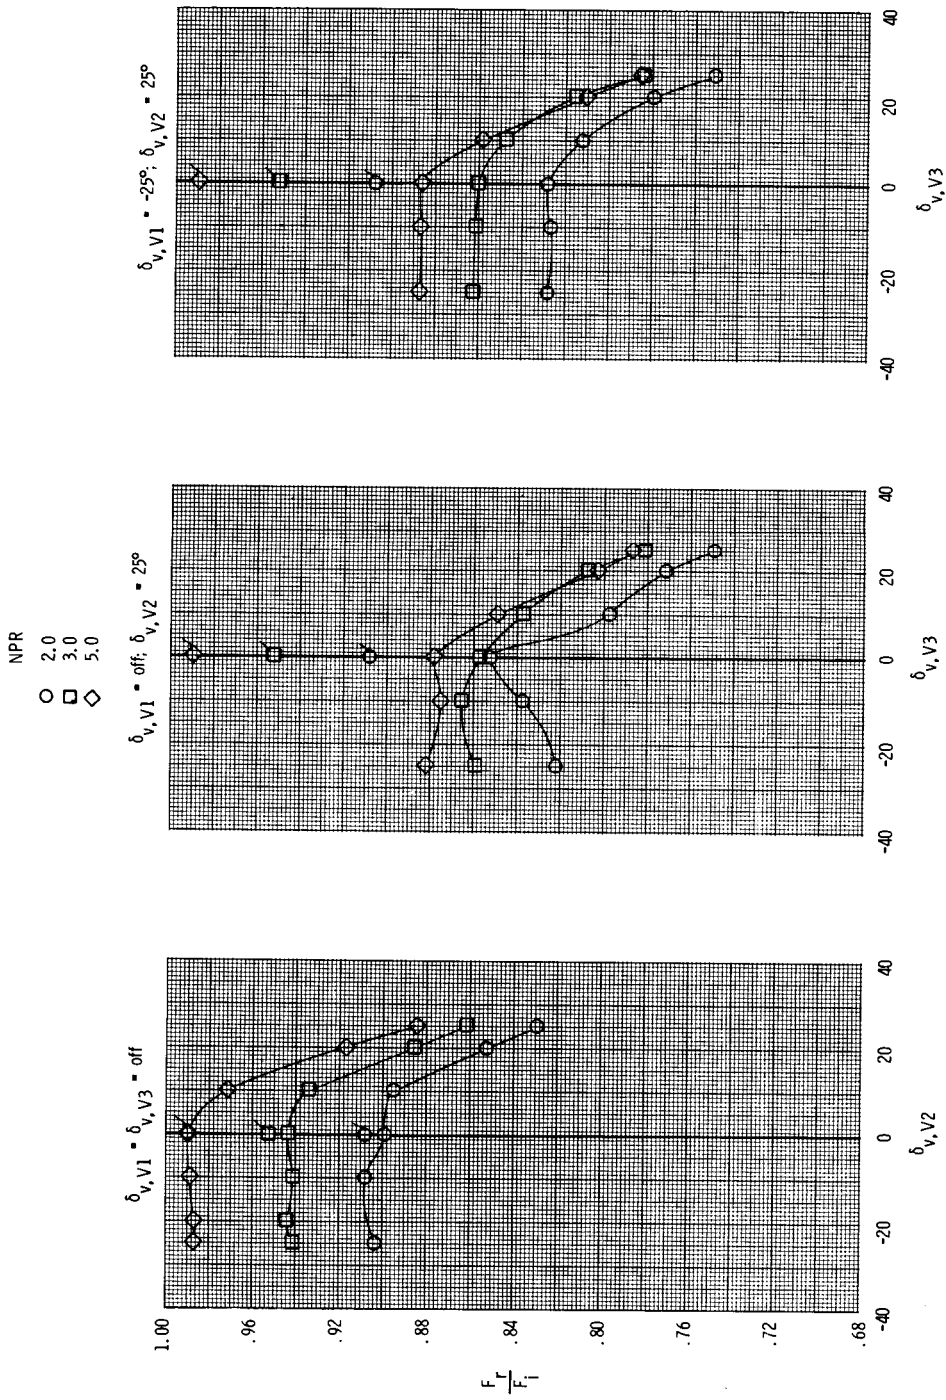 NPR
○ 2.0
□ 3.0
◇ 5.0
δv,V1 = δv,V3 = off
δv,V1 = off; δv,V2 = 25°
δv,V1 = -25°; δv,V2 = 25°
1.00
.96
.92
.88
.84
.80
.76
.72
.68
Fr
Fi
-40 -20 0 20 40
δv,V2
-40 -20 0 20 40
δv,V3
-40 -20 0 20 40
δv,V3